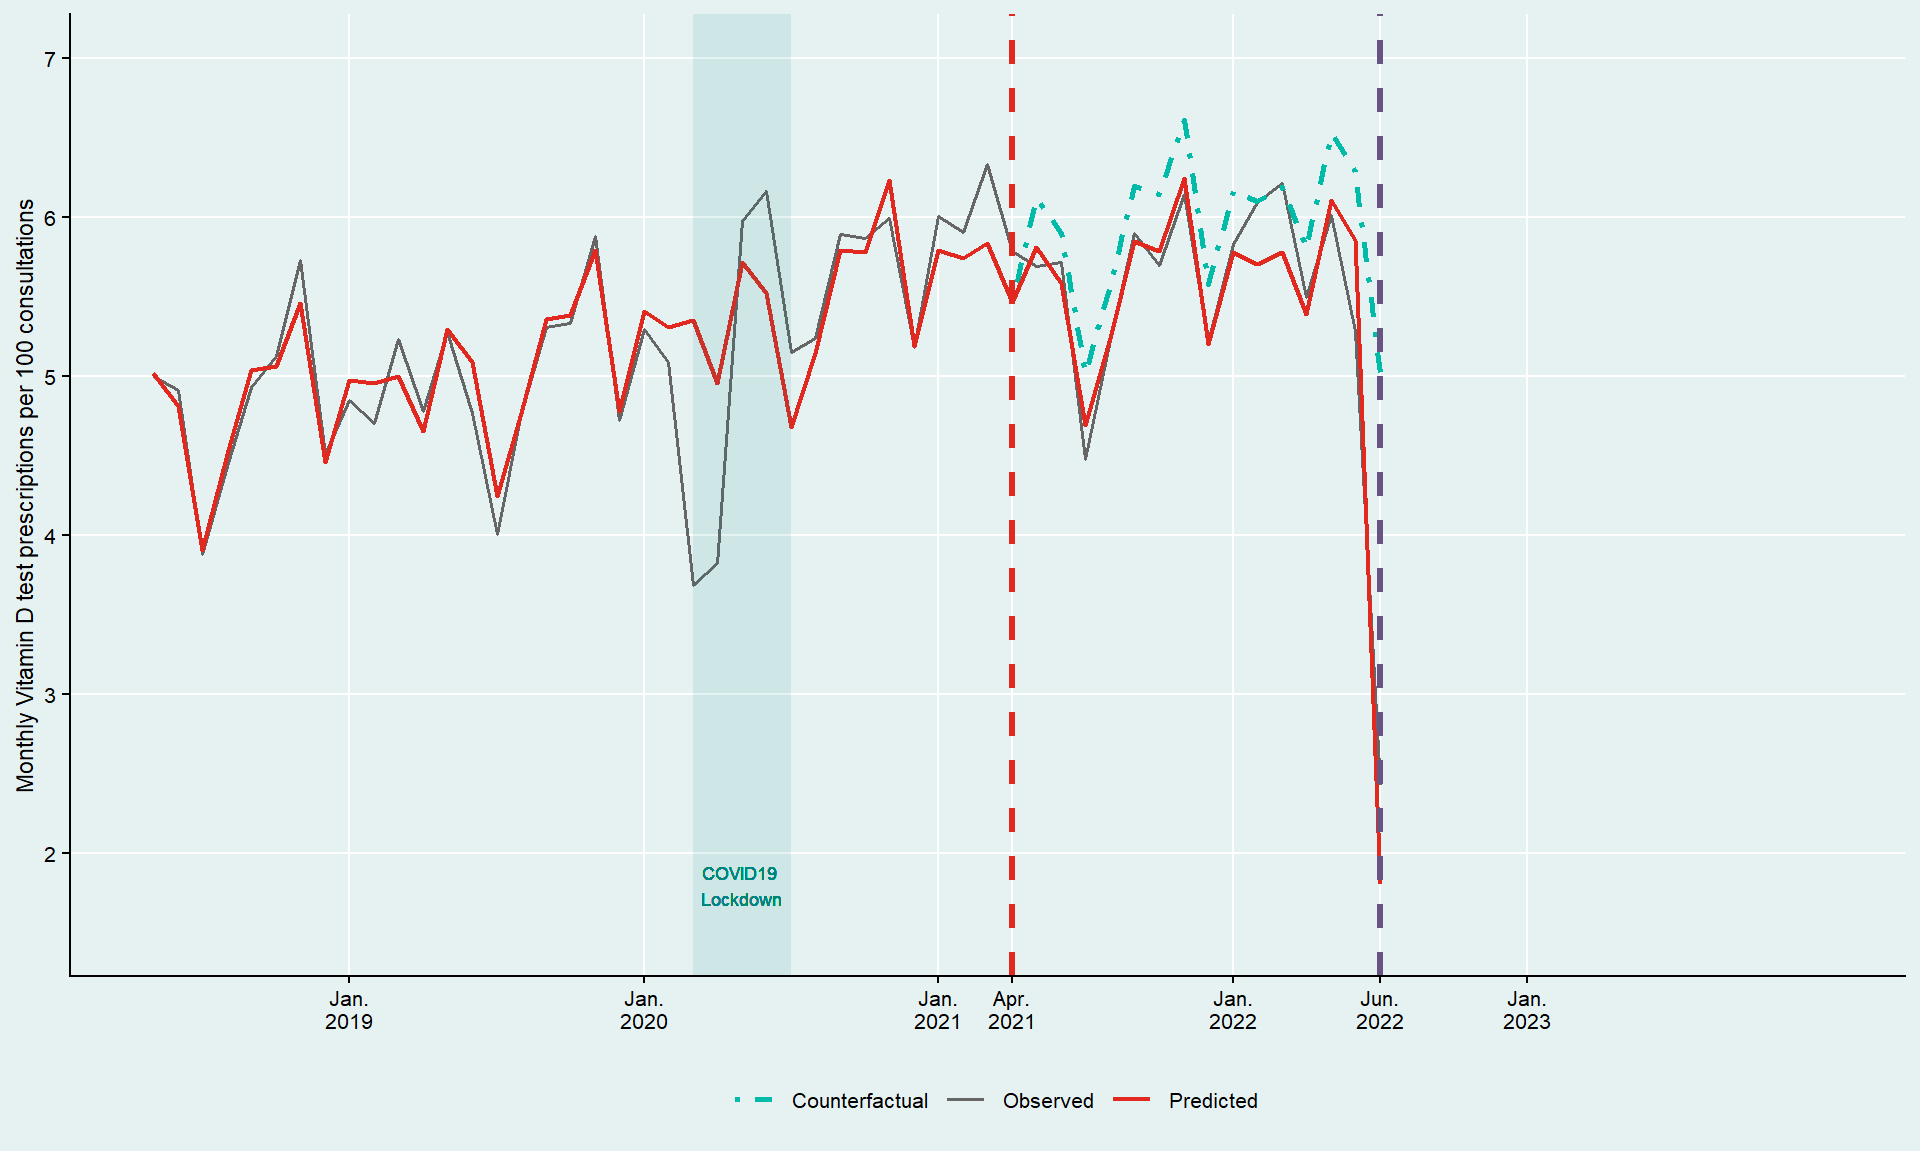 Monthly Vitamin D test prescriptions per 100 consultations
7
6
5
4
3
2
COVID19
Lockdown
Jan.
2019
Jan.
2020
Jan.
2021
Apr.
2021
Jan.
2022
Jun.
2022
Jan.
2023
Counterfactual
Observed
Predicted